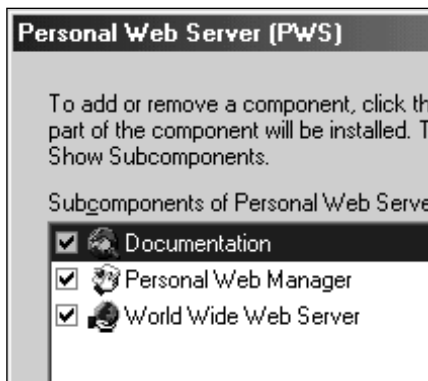 Personal Web Server (PWS)
To add or remove a component, click th
part of the component will be installed. T
Show Subcomponents.
Subcomponents of Personal Web Serve
Documentation
Personal Web Manager
World Wide Web Server